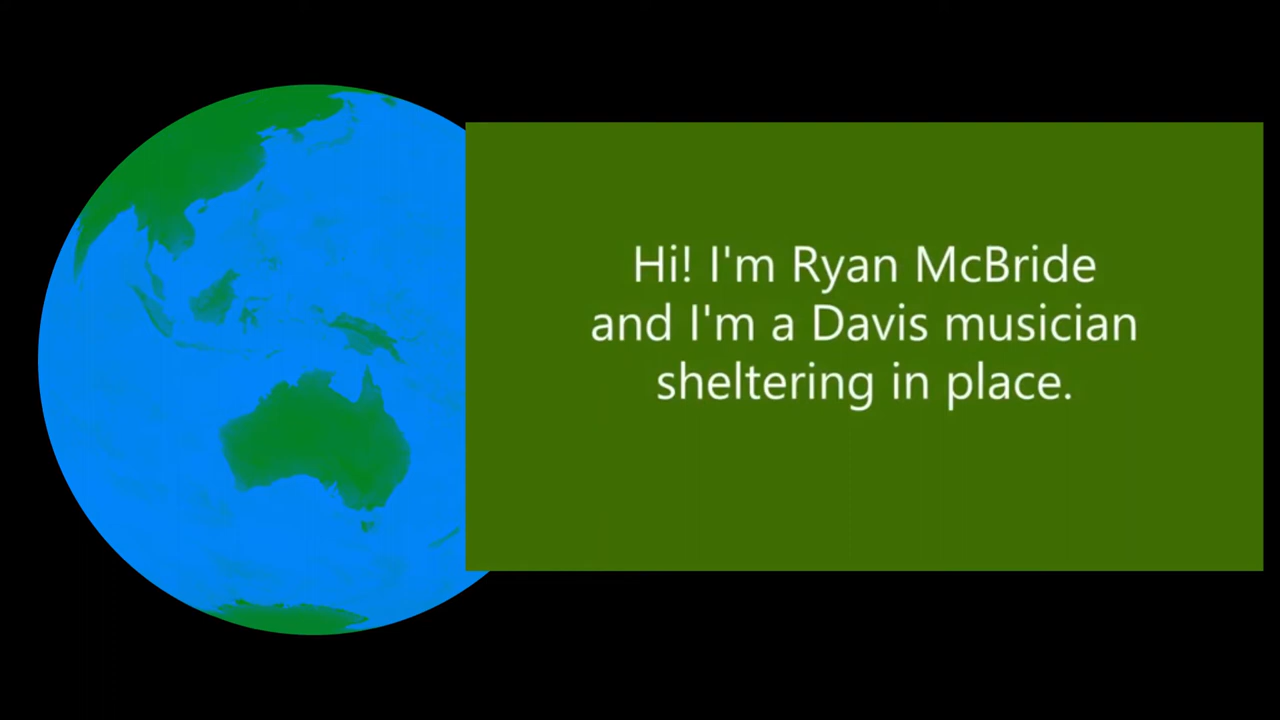 Hi! I'm Ryan McBride
and I'm a Davis musician
sheltering in place.